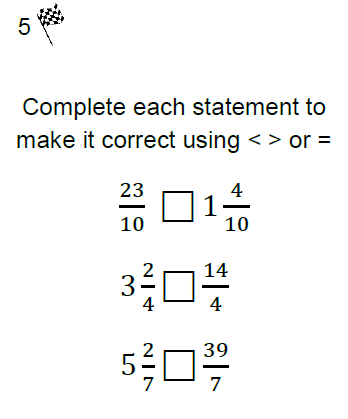 5
Complete each statement to
make it correct using < > or =
23/10 □ 1 4/10
3 2/4 □ 14/4
5 2/7 □ 39/7